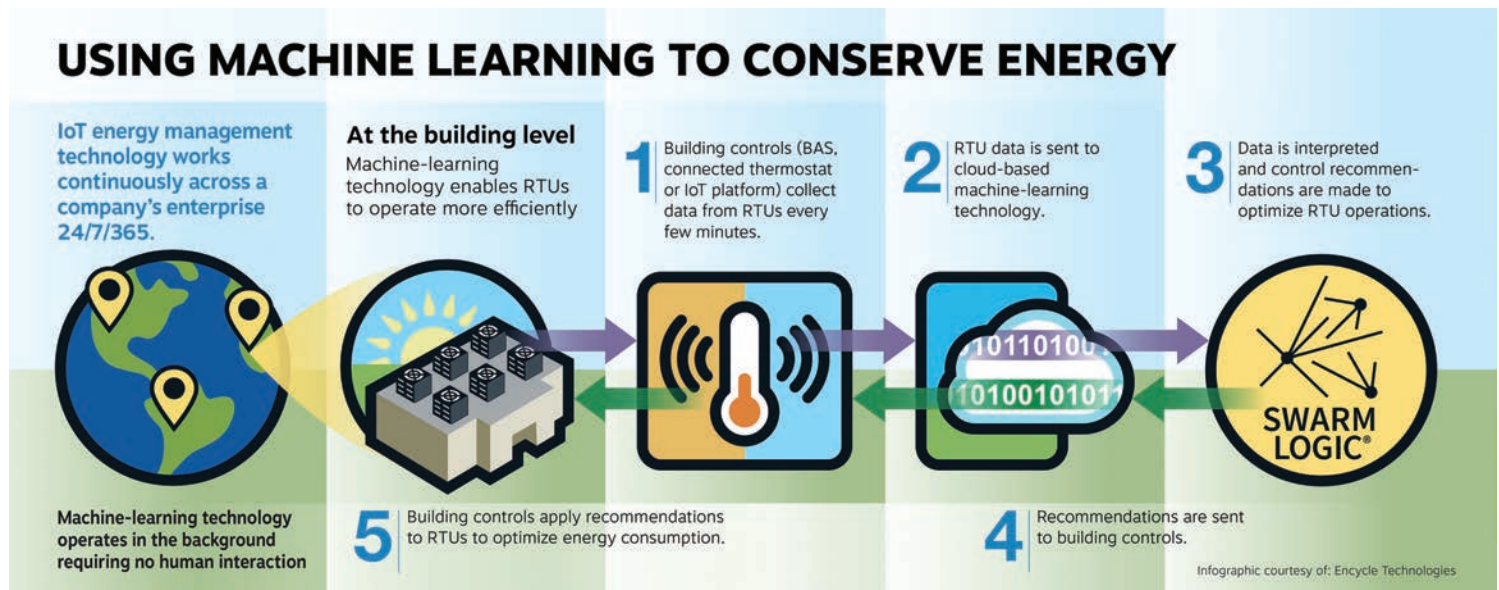 USING MACHINE LEARNING TO CONSERVE ENERGY
IoT energy management
technology works
continuously across a
company's enterprise
24/7/365.
At the building level
Machine-learning
technology enables RTUs
to operate more efficiently
1
Building controls (BAS,
connected thermostat
or IoT platform) collect
data from RTUs every
few minutes.
2
RTU data is sent to
cloud-based
machine-learning
technology.
3
Data is interpreted
and control recommen-
dations are made to
optimize RTU operations.
10100101011
SWARM
LOGIC®
Machine-learning technology
operates in the background
requiring no human interaction
5
Building controls apply recommendations
to RTUs to optimize energy consumption.
4
Recommendations are sent
to building controls.
Infographic courtesy of: Encycle Technologies